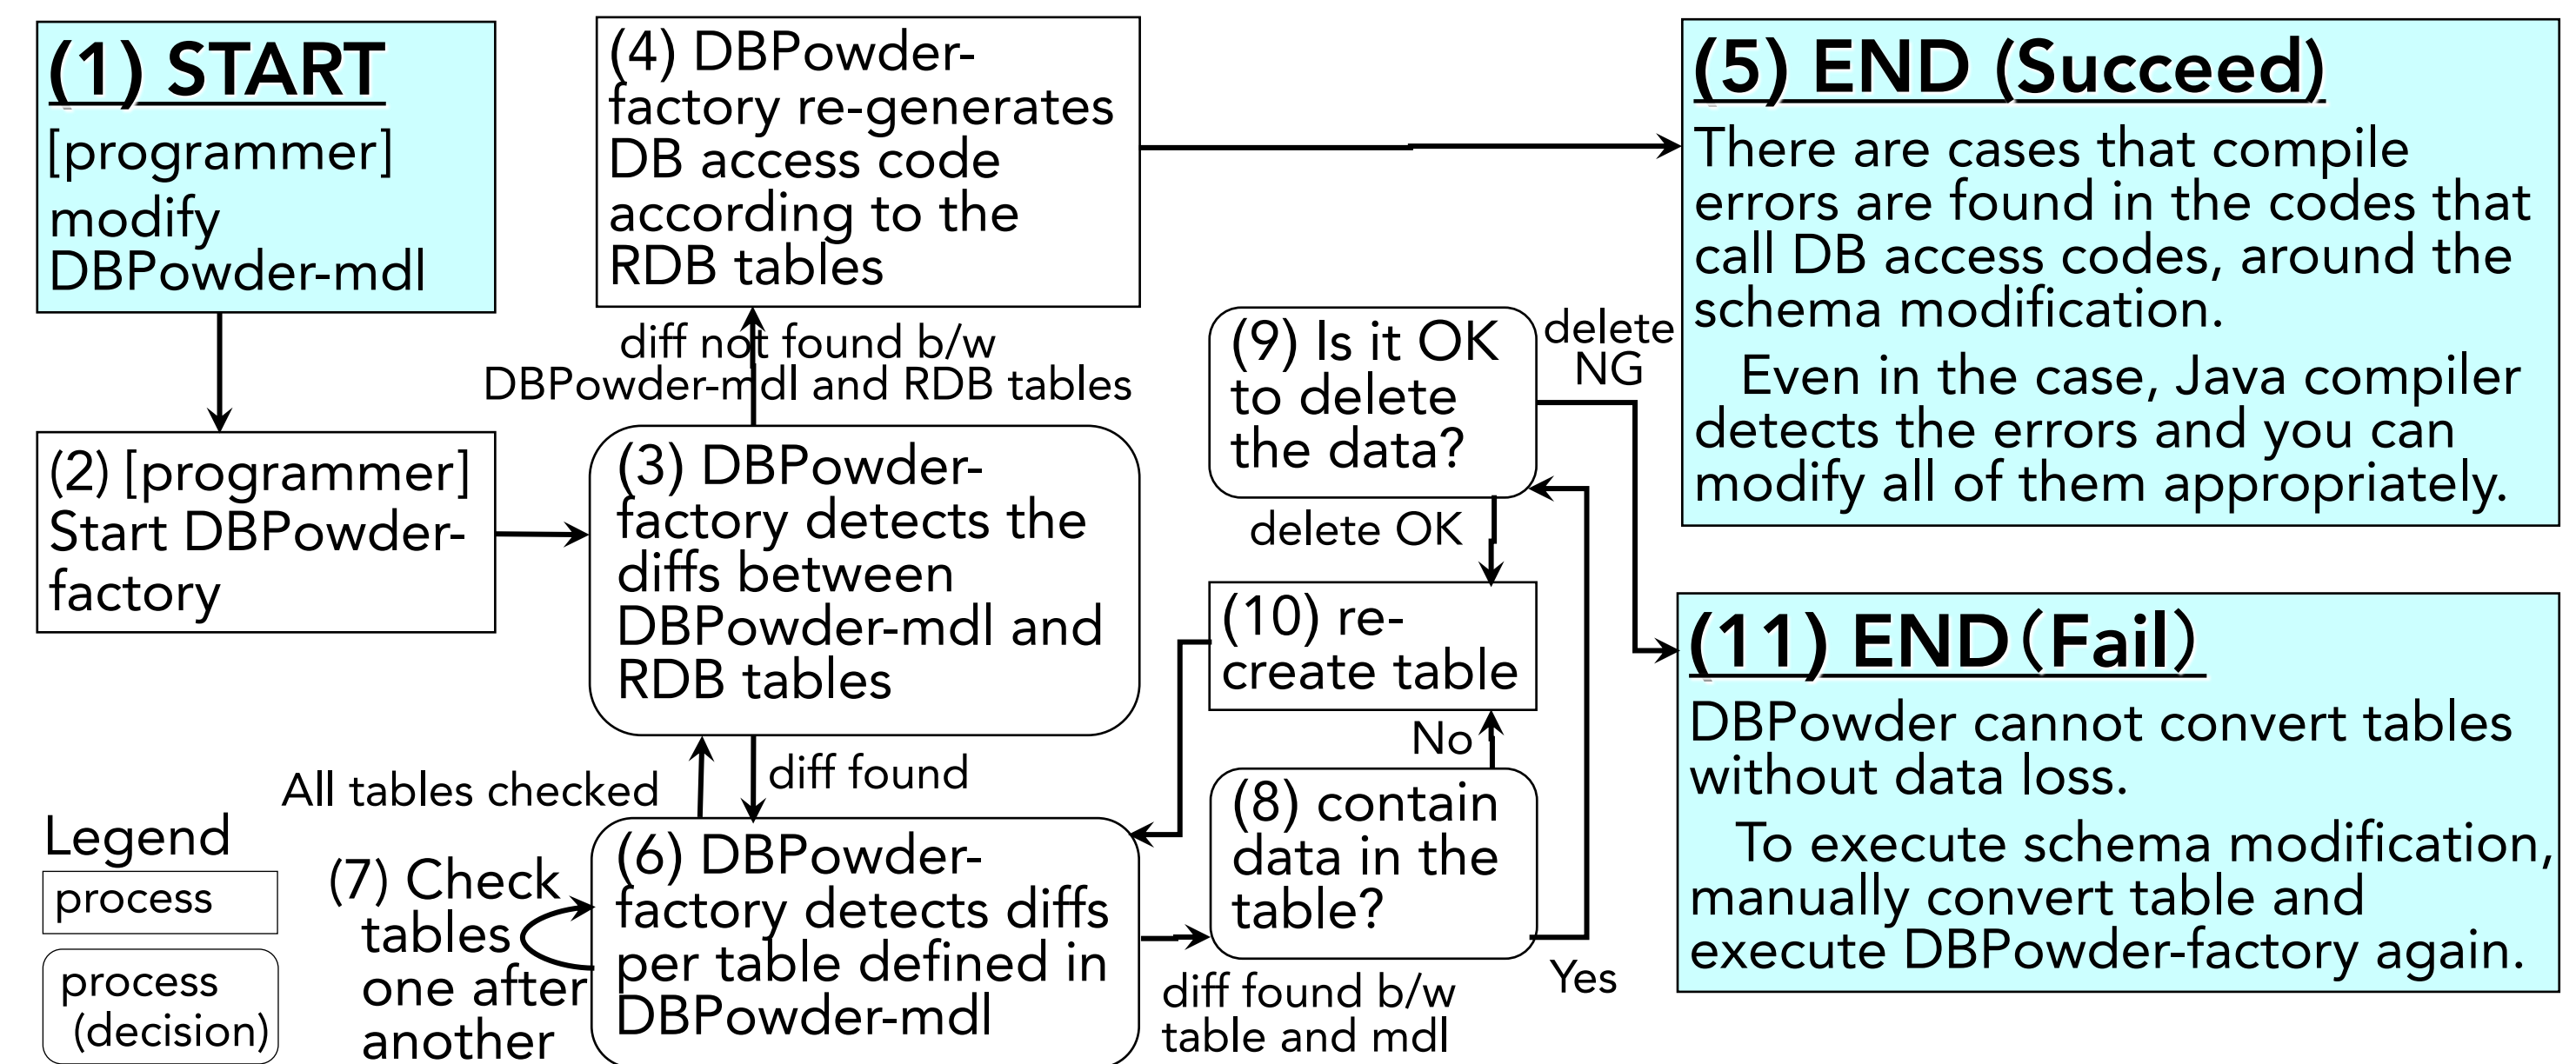 (1) START
[programmer]
modify
DBPowder-mdl
(2) [programmer]
Start DBPowder-
factory
(4) DBPowder-
factory re-generates
DB access code
according to the
RDB tables
diff not found b/w
DBPowder-mdl and RDB tables
(3) DBPowder-
factory detects the
diffs between
DBPowder-mdl and
RDB tables
All tables checked
diff found
(6) DBPowder-
factory detects diffs
per table defined in
DBPowder-mdl
(7) Check
tables
one after
another
Legend
process
process
(decision)
(9) Is it OK
to delete
the data?
delete
NG
delete OK
(10) re-
create table
No
(8) contain
data in the
table?
Yes
diff found b/w
table and mdl
(5) END (Succeed)
There are cases that compile
errors are found in the codes that
call DB access codes, around the
schema modification.
Even in the case, Java compiler
detects the errors and you can
modify all of them appropriately.
(11) END（Fail）
DBPowder cannot convert tables
without data loss.
To execute schema modification,
manually convert table and
execute DBPowder-factory again.